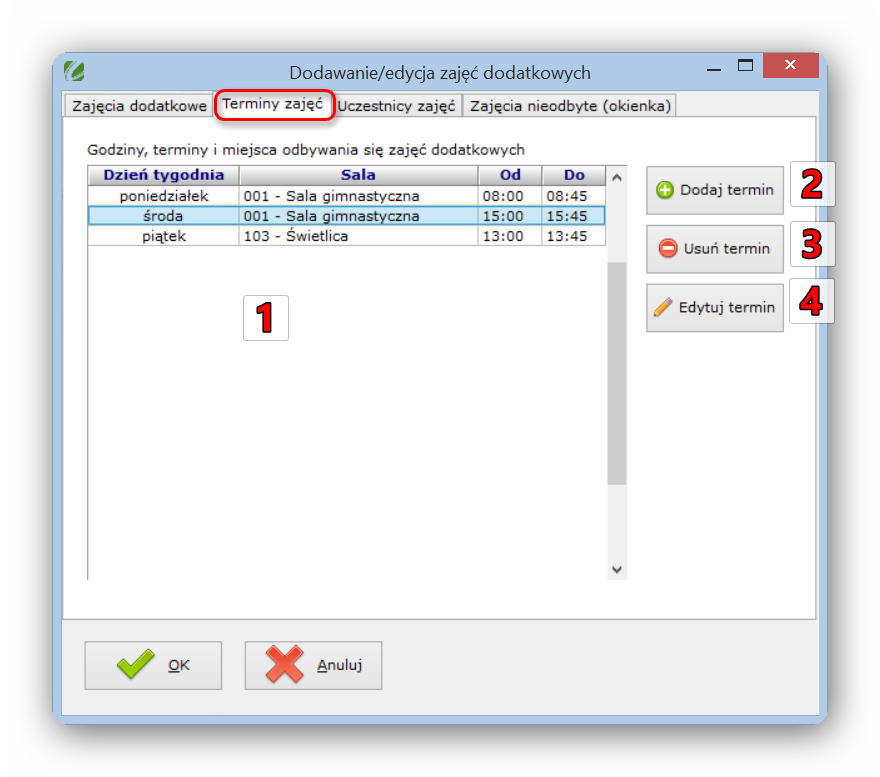 Dodawanie/edycja zajęć dodatkowych
Zajęcia dodatkowe Terminy zajęć Uczestnicy zajęć Zajęcia nieodbyte (okienka)
Godziny, terminy i miejsca odbywania się zajęć dodatkowych
Dzień tygodnia Sala Od Do
poniedziałek 001 - Sala gimnastyczna 08:00 08:45
środa 001 - Sala gimnastyczna 15:00 15:45
piątek 103 - Świetlica 13:00 13:45
Dodaj termin 2
Usuń termin 3
Edytuj termin 4
1
OK Anuluj